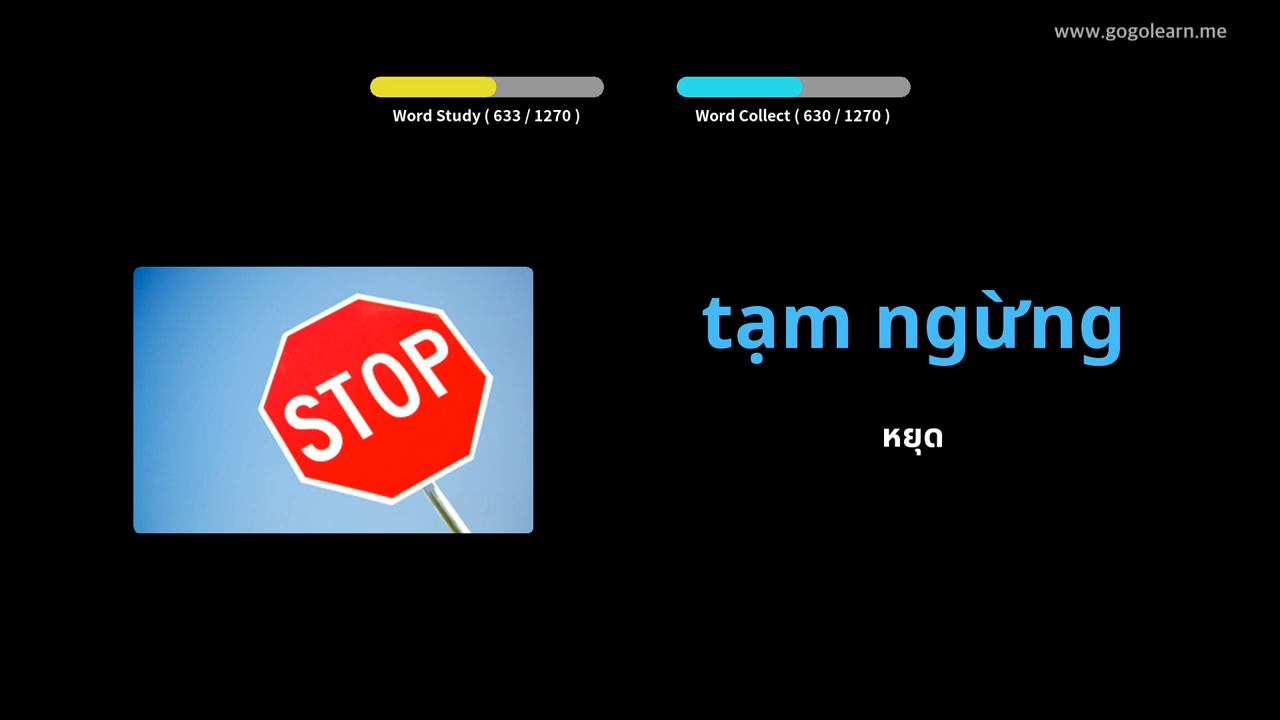 www.gogolearn.me
Word Study ( 633 / 1270 )
Word Collect ( 630 / 1270 )
STOP
tạm ngừng
หยุด